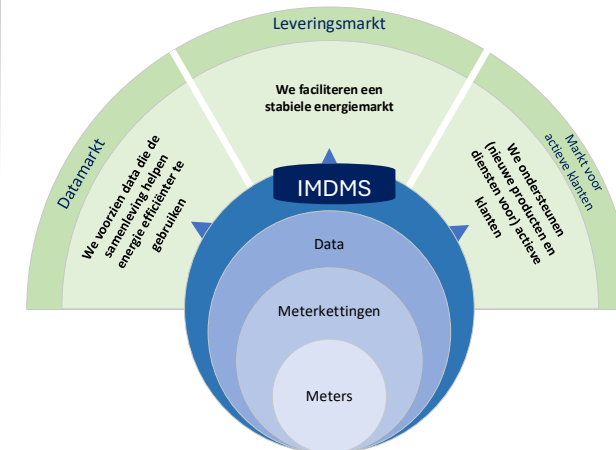 Leveringsmarkt
We faciliteren een
stabiele energiemarkt
Datamarkt
We voorzien data die de
samenleving helpen
energie efficiënter te
gebruiken
Markt voor
actieve klanten
We ondersteunen
(nieuwe producten en
diensten voor) actieve
klanten
IMDMS
Data
Meterkettingen
Meters